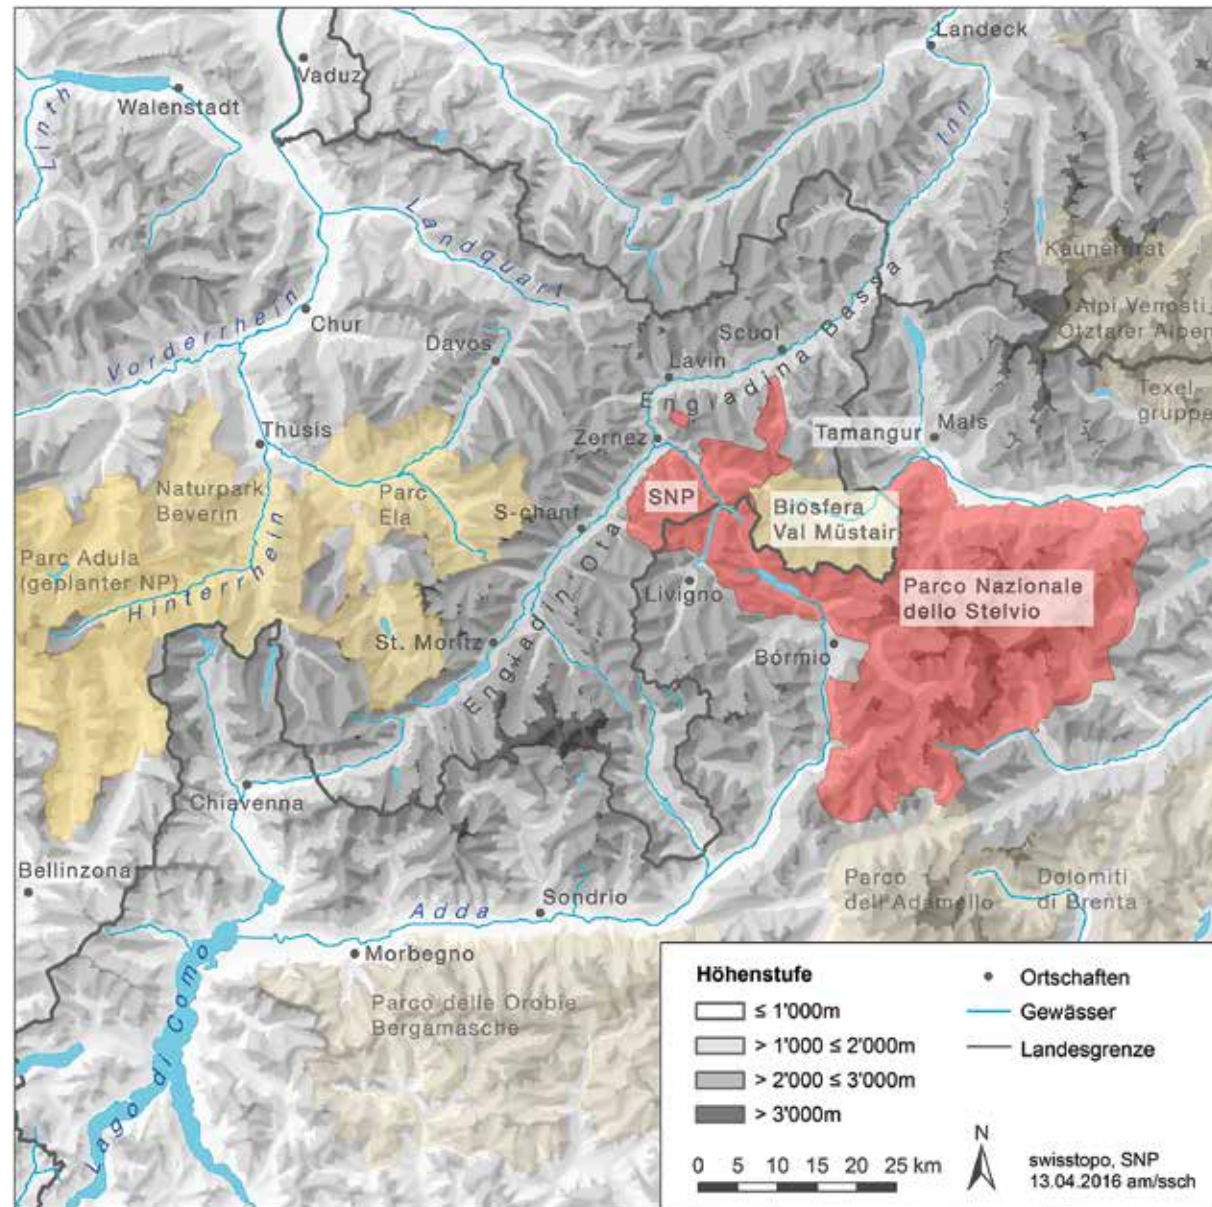 Landeck
Vaduz
Walenstadt
Linth
Inn
Landquart
Kaunergrat
Alpi Venosti,
Ötztaler Alpen
Vorderrhein
Chur
Davos
Scuol
Lavin
Engiadina Bassa
Texel-
gruppe
Thusis
Zernez
Tamangur
Mals
Naturpark
Beverin
Parc
Ela
SNP
S-chanf
Biosfera
Val Müstair
Parc Adula
(geplanter NP)
Hinterrhein
Livigno
Parco Nazionale
dello Stelvio
Engiadin' Ota
St. Moritz
Bórmio
Chiavenna
Bellinzona
Sondrio
Parco
dell'Adamello
Dolomiti
di Brenta
Adda
Morbegno
Parco delle Orobie
Bergamasche
Lago di Como
Höhenstufe
≤ 1'000m
> 1'000 ≤ 2'000m
> 2'000 ≤ 3'000m
> 3'000m
Ortschaften
Gewässer
Landesgrenze
0 5 10 15 20 25 km
N
swisstopo, SNP
13.04.2016 am/ssch